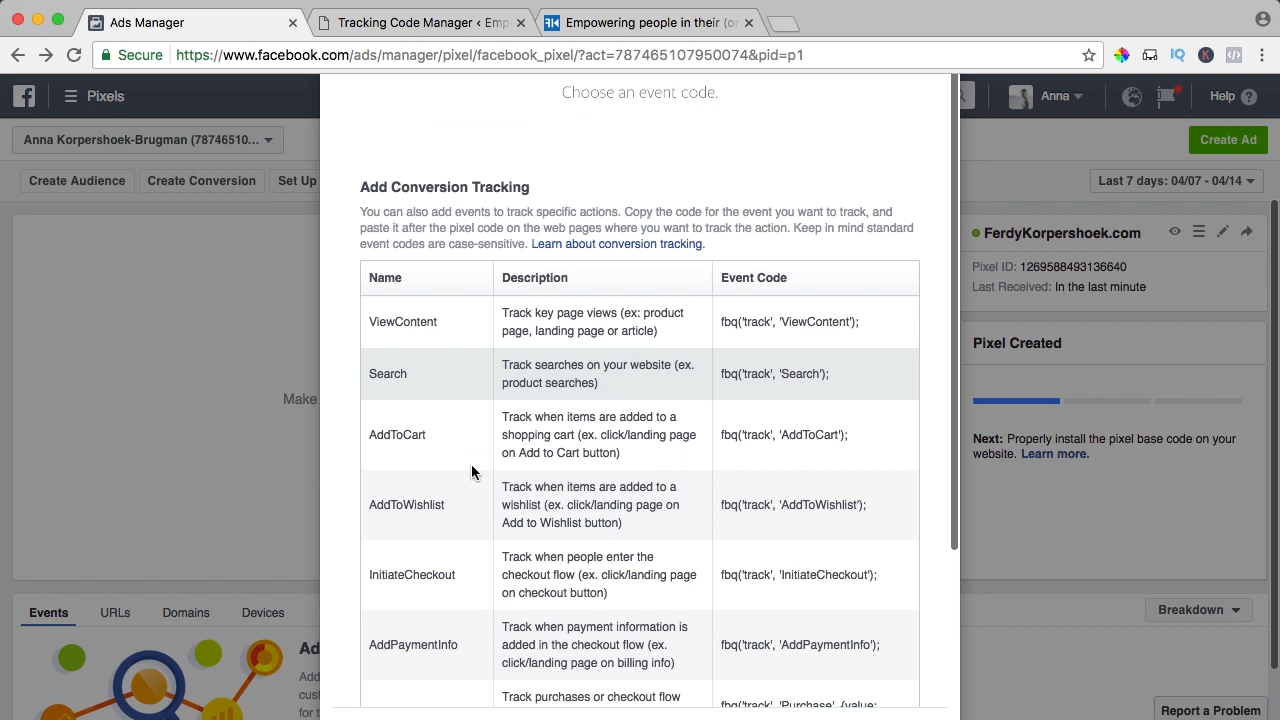 Ads Manager
Tracking Code Manager ‹ Emp
Empowering people in their (or
Secure
https://www.facebook.com/ads/manager/pixel/facebook_pixel/?act=787465107950074&pid=p1
Pixels
Anna
Help
Anna Korpershoek-Brugman (78746510...
Create Ad
Create Audience
Create Conversion
Set Up
Last 7 days: 04/07 - 04/14
Choose an event code.
Add Conversion Tracking
You can also add events to track specific actions. Copy the code for the event you want to track, and
paste it after the pixel code on the web pages where you want to track the action. Keep in mind standard
event codes are case-sensitive. Learn about conversion tracking.
Name Description Event Code
ViewContent
Track key page views (ex: product
page, landing page or article)
fbq('track', 'ViewContent');
Search
Track searches on your website (ex.
product searches)
fbq('track', 'Search');
AddToCart
Track when items are added to a
shopping cart (ex. click/landing page
on Add to Cart button)
fbq('track', 'AddToCart');
AddToWishlist
Track when items are added to a
wishlist (ex. click/landing page on
Add to Wishlist button)
fbq('track', 'AddToWishlist');
InitiateCheckout
Track when people enter the
checkout flow (ex. click/landing page
on checkout button)
fbq('track', 'InitiateCheckout');
AddPaymentInfo
Track when payment information is
added in the checkout flow (ex.
click/landing page on billing info)
fbq('track', 'AddPaymentInfo');
Track purchases or checkout flow
fbq('track', 'Purchase', {value:
FerdyKorpershoek.com
Pixel ID: 1269588493136640
Last Received: In the last minute
Pixel Created
Next: Properly install the pixel base code on your
website. Learn more.
Make
Events
URLs
Domains
Devices
Breakdown
Ad
Add
cust
for t
Report a Problem